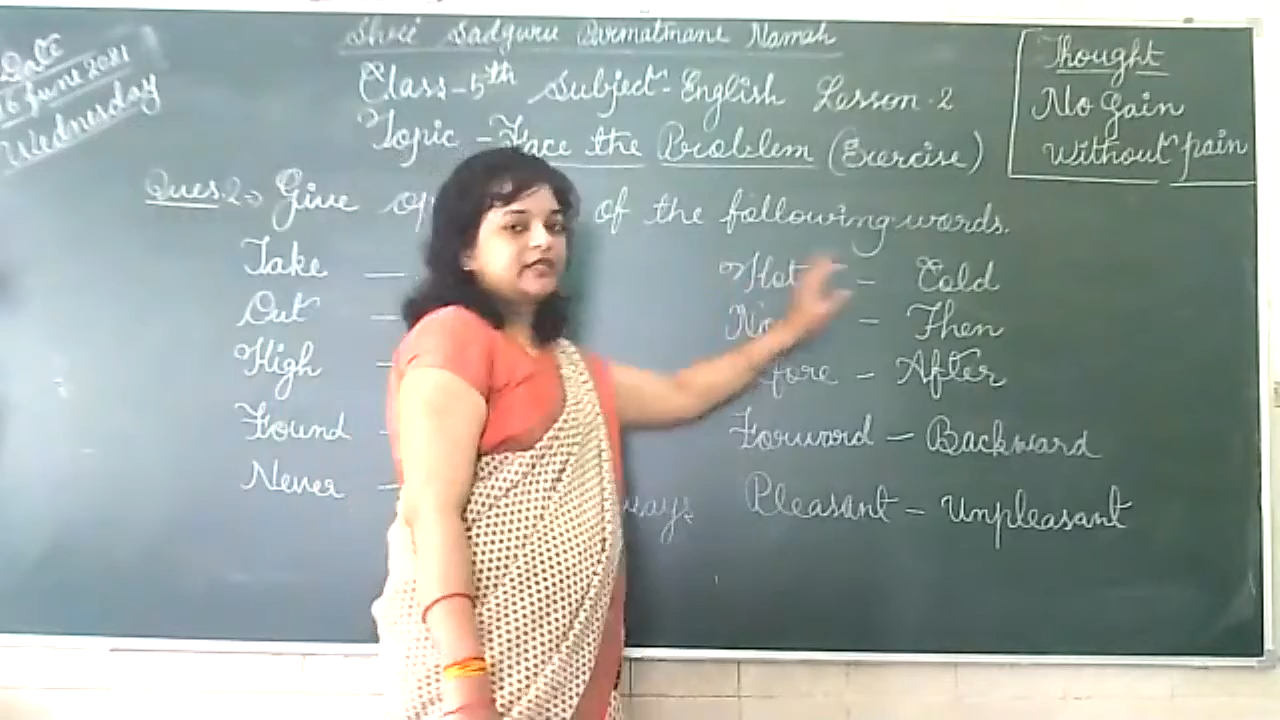 Date
16 June 2021
Wednesday
Shree Sadguru Parmatmane Namah
Class-5th Subject-English Lesson-2
Topic - Face the Problem (Exercise)
Thought
No Gain
Without pain
Ques.2 Give of the following words.
Take —
Out —
High —
Found -
Never —
Hot - Cold
- Then
- After
Forward - Backward
Pleasant - Unpleasant